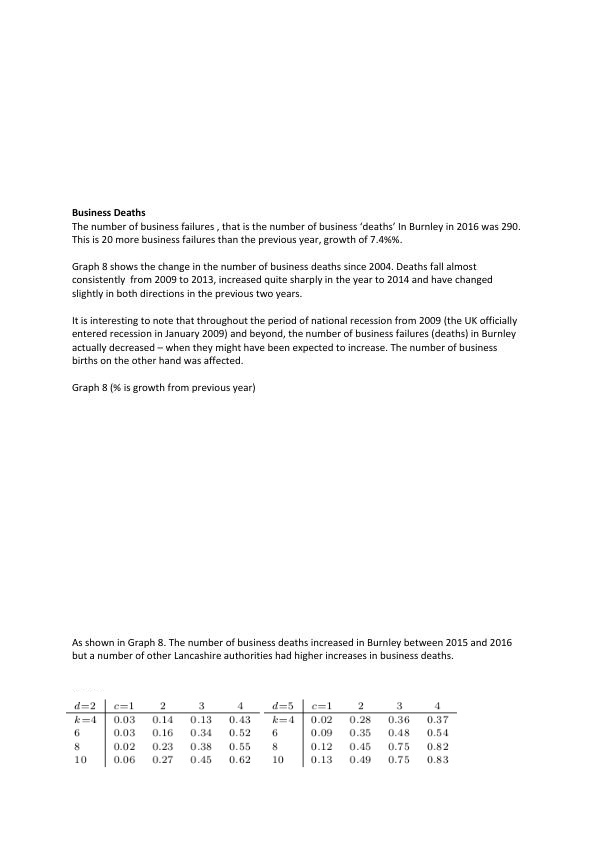 Business Deaths
The number of business failures , that is the number of business ‘deaths’ In Burnley in 2016 was 290.
This is 20 more business failures than the previous year, growth of 7.4%%.
Graph 8 shows the change in the number of business deaths since 2004. Deaths fall almost
consistently from 2009 to 2013, increased quite sharply in the year to 2014 and have changed
slightly in both directions in the previous two years.
It is interesting to note that throughout the period of national recession from 2009 (the UK officially
entered recession in January 2009) and beyond, the number of business failures (deaths) in Burnley
actually decreased – when they might have been expected to increase. The number of business
births on the other hand was affected.
Graph 8 (% is growth from previous year)
As shown in Graph 8. The number of business deaths increased in Burnley between 2015 and 2016
but a number of other Lancashire authorities had higher increases in business deaths.
d=2 c=1 2 3 4 d=5 c=1 2 3 4
k=4 0.03 0.14 0.13 0.43 k=4 0.02 0.28 0.36 0.37
6 0.03 0.16 0.34 0.52 6 0.09 0.35 0.48 0.54
8 0.02 0.23 0.38 0.55 8 0.12 0.45 0.75 0.82
10 0.06 0.27 0.45 0.62 10 0.13 0.49 0.75 0.83